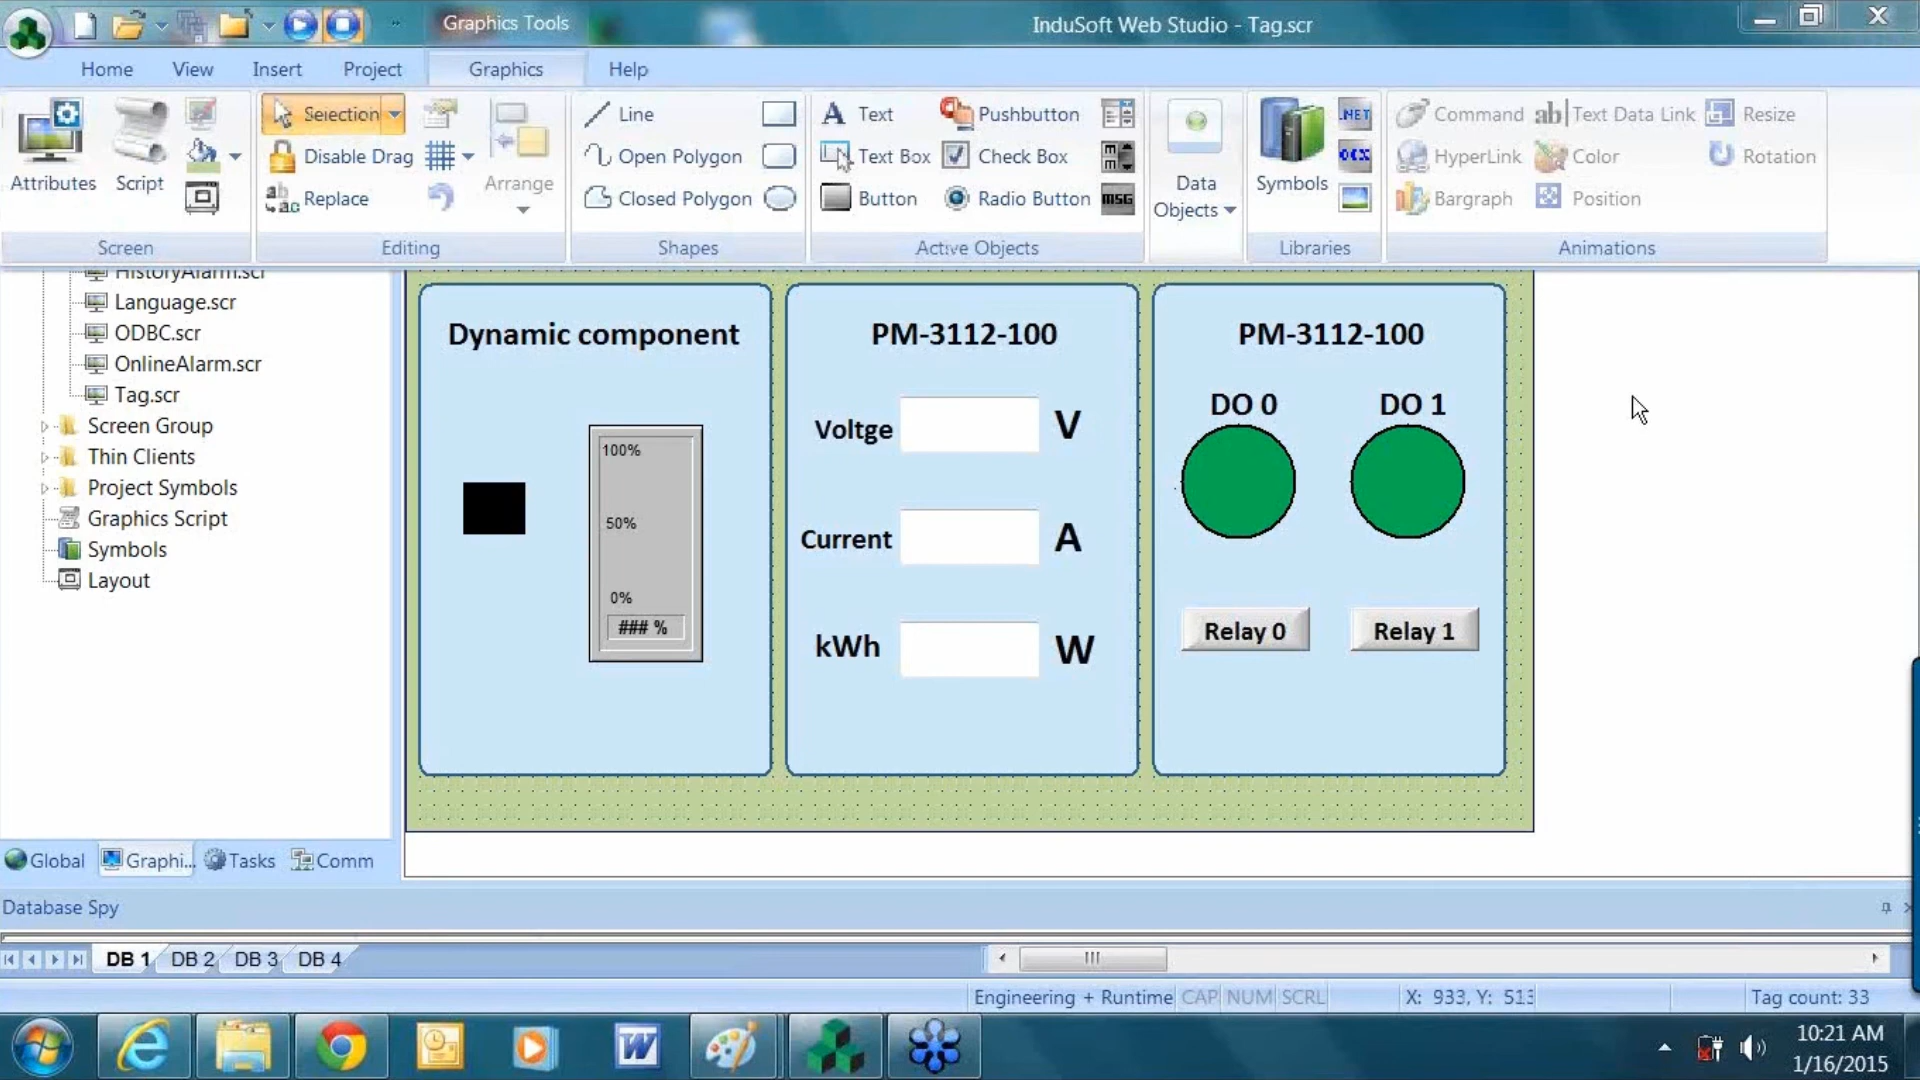 Graphics Tools
InduSoft Web Studio - Tag.scr
Home View Insert Project Graphics Help
Attributes
Script
Screen
Selection
Disable Drag
Replace
Arrange
Editing
Line
Open Polygon
Closed Polygon
Shapes
Text
Text Box
Button
Pushbutton
Check Box
Radio Button
MSG
Active Objects
Data
Objects
Symbols
.NET
OCX
Libraries
Command
HyperLink
Bargraph
Text Data Link
Color
Position
Resize
Rotation
Animations
HistoryAlarm.scr
Language.scr
ODBC.scr
OnlineAlarm.scr
Tag.scr
Screen Group
Thin Clients
Project Symbols
Graphics Script
Symbols
Layout
Global Graphi... Tasks Comm
Dynamic component
100%
50%
0%
### %
PM-3112-100
Voltge V
Current A
kWh W
PM-3112-100
DO 0 DO 1
Relay 0 Relay 1
Database Spy
DB 1 DB 2 DB 3 DB 4
Engineering + Runtime CAP NUM SCRL X: 933, Y: 513 Tag count: 33
10:21 AM
1/16/2015